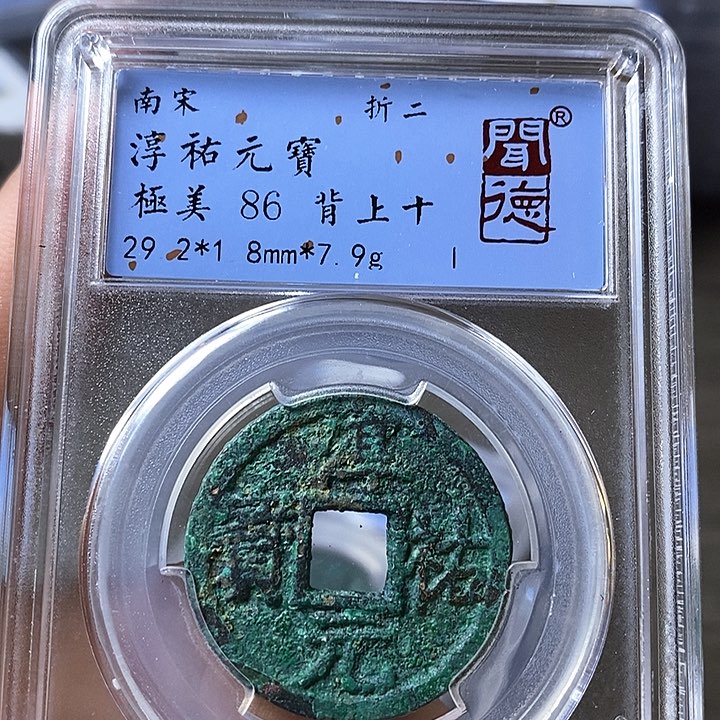 南宋 折二
淳祐元寶
極美 86 背上十
29.2*1.8mm*7.9g
聞德®
淳祐元寶